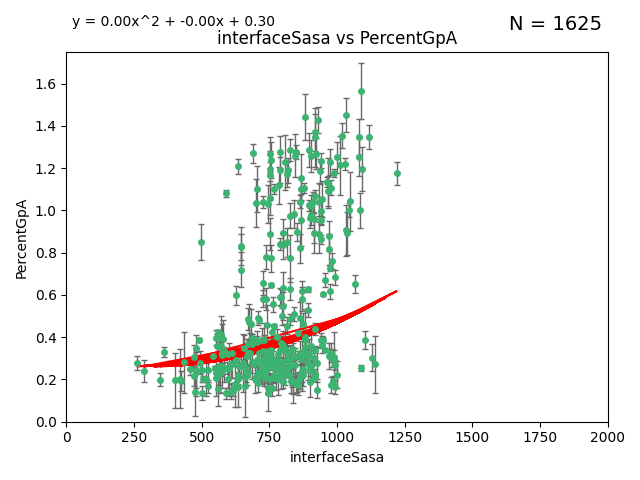 y = 0.00x^2 + -0.00x + 0.30
N = 1625
interfaceSasa vs PercentGpA
PercentGpA
1.6
1.4
1.2
1.0
0.8
0.6
0.4
0.2
0.0
0 250 500 750 1000 1250 1500 1750 2000
interfaceSasa